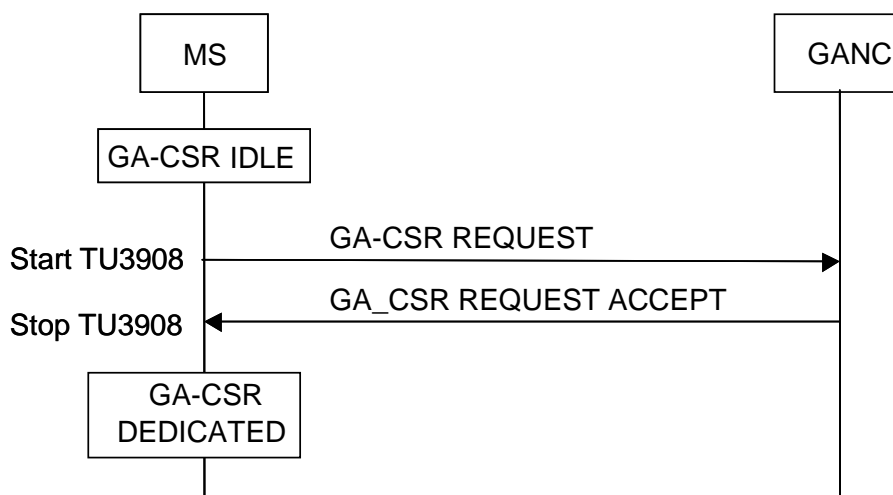 MS
GANC
GA-CSR IDLE
GA-CSR REQUEST
Start TU3908
GA_CSR REQUEST ACCEPT
Stop TU3908
GA-CSR
DEDICATED